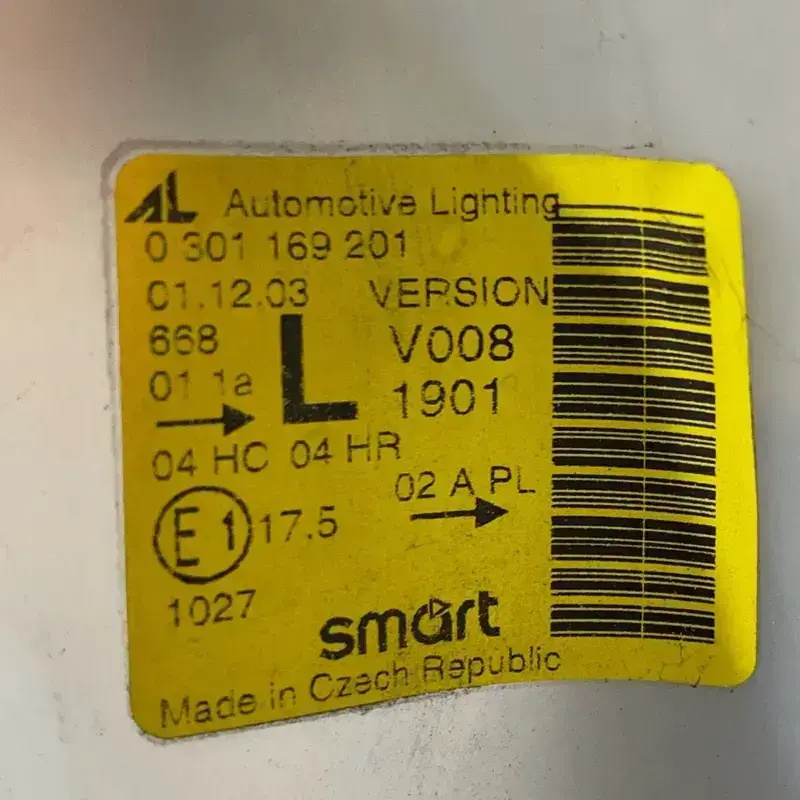 AL Automotive Lighting
0 301 169 201
01.12.03 VERSION
668 L V008
01 1a 1901
04 HC 04 HR
02 A PL
E1 17.5
1027
smart
Made in Czech Republic